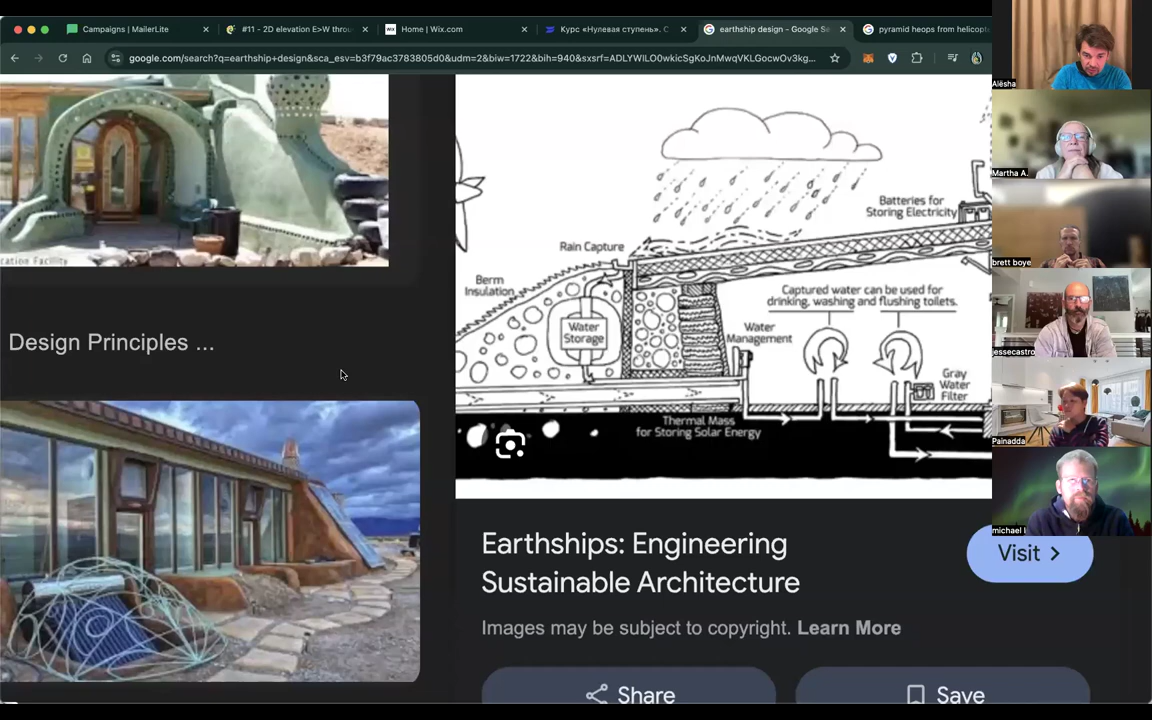 Campaigns | MailerLite
#11 - 2D elevation E>W throu
Home | Wix.com
Курс «Нулевая ступень». С
earthship design - Google Se
pyramid heops from helicopt
google.com/search?q=earthship+design&sca_esv=b3f79ac3783805d0&udm=2&biw=1722&bih=940&sxsrf=ADLYWILO0wkicSgKoJnMwqVKLGocwOv3kg...
cation Facility
Design Principles ...
Batteries for
Storing Electricity
Rain Capture
Berm
Insulation
Captured water can be used for
drinking, washing and flushing toilets.
Water
Storage
Water
Management
Gray
Water
Filter
Thermal Mass
for Storing Solar Energy
Earthships: Engineering
Sustainable Architecture
Visit
Images may be subject to copyright. Learn More
Share
Save
Alësha
Martha A.
brett boye
jessecastro
Painadda
michael l